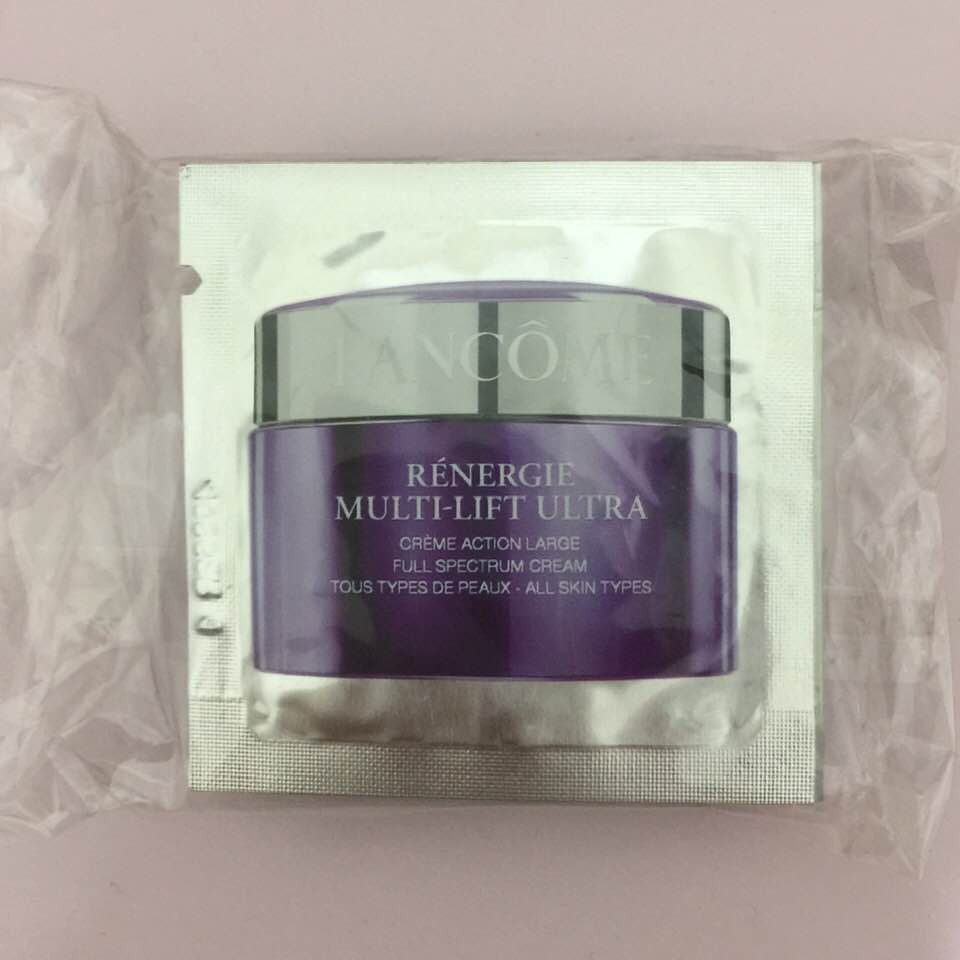 LANCÔME
RÉNERGIE
MULTI-LIFT ULTRA
CRÈME ACTION LARGE
FULL SPECTRUM CREAM
TOUS TYPES DE PEAUX - ALL SKIN TYPES